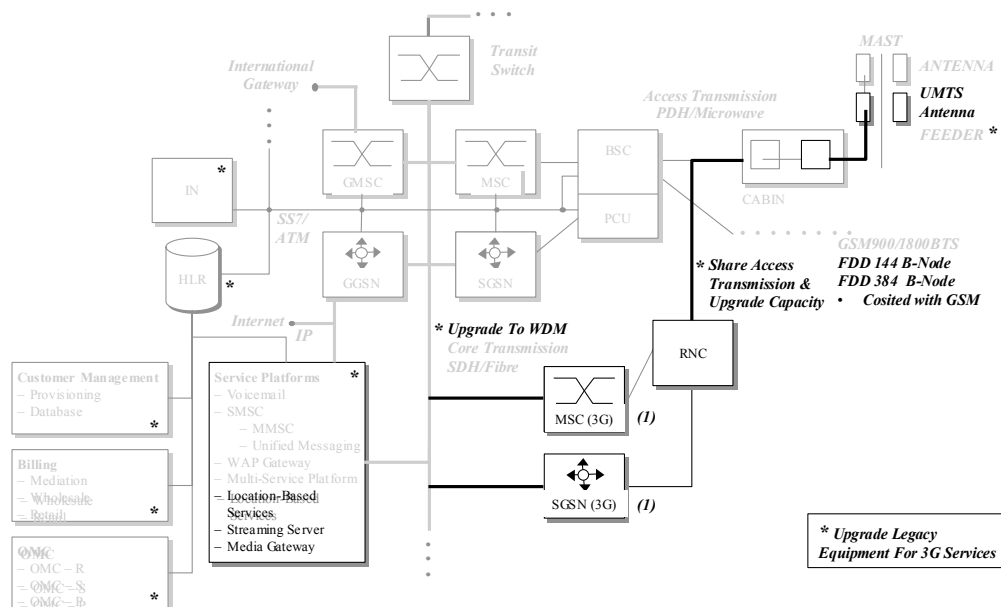 Transit
Switch
International
Gateway
MAST
ANTENNA
UMTS
Antenna
FEEDER *
Access Transmission
PDH/Microwave
BSC
PCU
CABIN
GMSC
MSC
* IN
SS7/
ATM
HLR *
GGSN
SGSN
GSM900/1800BTS
FDD 144 B-Node
FDD 384 B-Node
• Cosited with GSM
* Share Access
Transmission &
Upgrade Capacity
Internet
IP
* Upgrade To WDM
Core Transmission
SDH/Fibre
RNC
MSC (3G) (1)
SGSN (3G) (1)
Customer Management
– Provisioning
– Database
*
Service Platforms *
– Voicemail
– SMSC
– MMSC
– Unified Messaging
– WAP Gateway
– Multi-Service Platform
– Location-Based
Services
– Streaming Server
– Media Gateway
Billing
– Mediation
– Wholesale
– Retail
*
OMC
– OMC – R
– OMC – S
– OMC – P
*
* Upgrade Legacy
Equipment For 3G Services